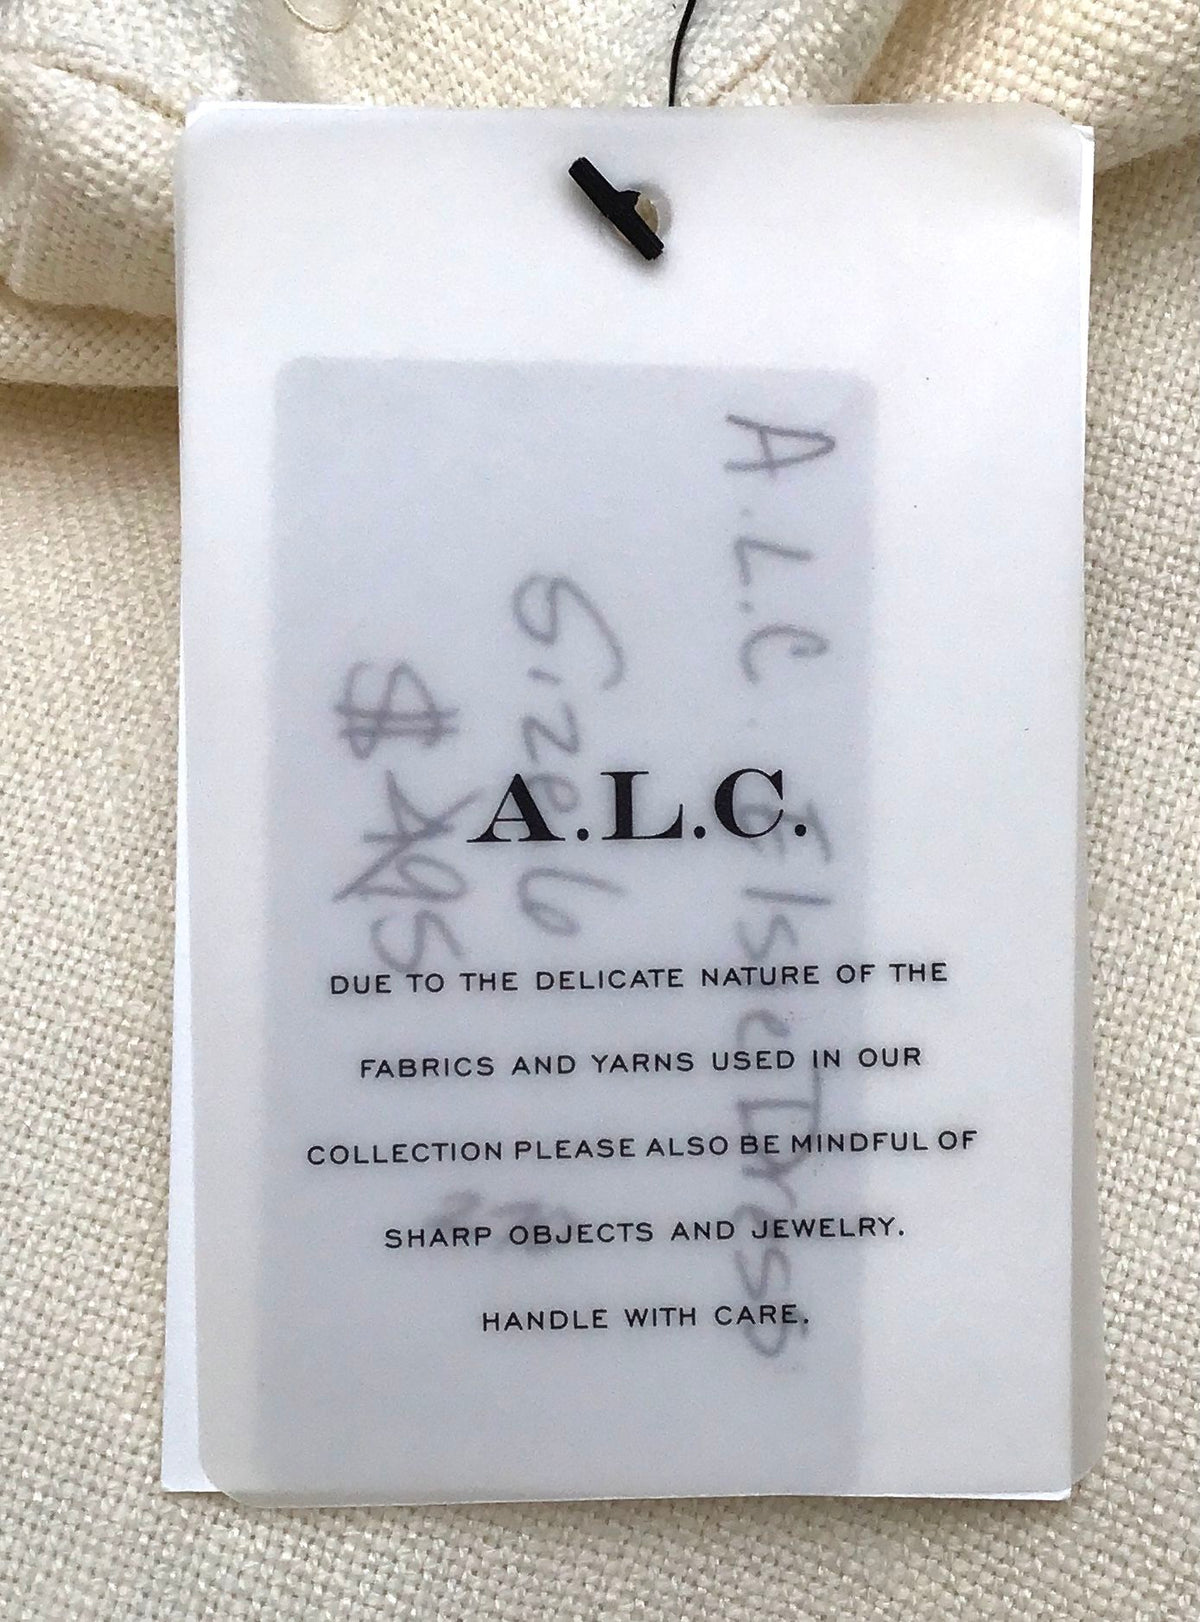 A.L.C.
DUE TO THE DELICATE NATURE OF THE
FABRICS AND YARNS USED IN OUR
COLLECTION PLEASE ALSO BE MINDFUL OF
SHARP OBJECTS AND JEWELRY.
HANDLE WITH CARE.
A.L.C. Elsie Dress
Size 6
$495